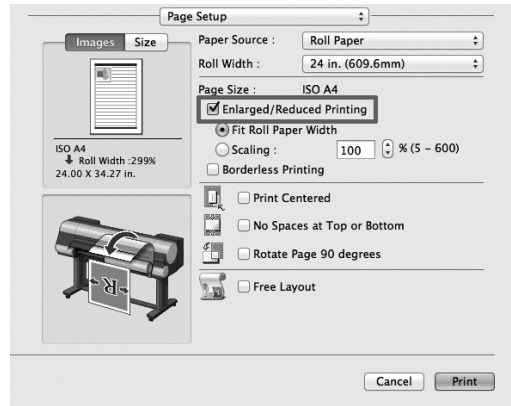 Page Setup
Images Size
Paper Source : Roll Paper
Roll Width : 24 in. (609.6mm)
Page Size : ISO A4
Enlarged/Reduced Printing
Fit Roll Paper Width
Scaling : 100 % (5 – 600)
Borderless Printing
ISO A4
Roll Width :299%
24.00 X 34.27 in.
Print Centered
No Spaces at Top or Bottom
Rotate Page 90 degrees
Free Layout
R
Cancel Print